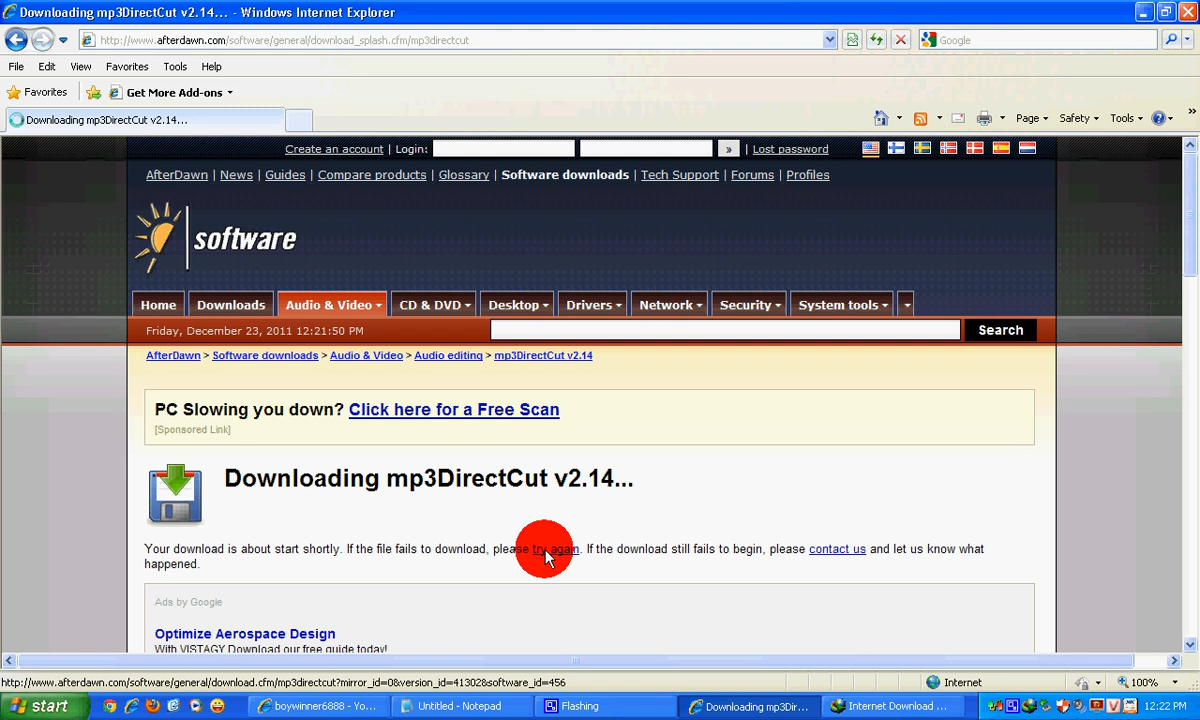 Downloading mp3DirectCut v2.14... - Windows Internet Explorer
http://www.afterdawn.com/software/general/download_splash.cfm/mp3directcut
Google
File Edit View Favorites Tools Help
Favorites Get More Add-ons
Downloading mp3DirectCut v2.14...
Page Safety Tools
Create an account | Login: » | Lost password
AfterDawn | News | Guides | Compare products | Glossary | Software downloads | Tech Support | Forums | Profiles
software
Home Downloads Audio & Video CD & DVD Desktop Drivers Network Security System tools
Friday, December 23, 2011 12:21:50 PM Search
AfterDawn > Software downloads > Audio & Video > Audio editing > mp3DirectCut v2.14
PC Slowing you down? Click here for a Free Scan
[Sponsored Link]
Downloading mp3DirectCut v2.14...
Your download is about start shortly. If the file fails to download, please try again. If the download still fails to begin, please contact us and let us know what
happened.
Ads by Google
Optimize Aerospace Design
With VISTAGY Download our free guide today!
http://www.afterdawn.com/software/general/download.cfm/mp3directcut?mirror_id=0&version_id=41302&software_id=456
Internet 100%
start boywinner6888 - Yo... Untitled - Notepad Flashing Downloading mp3Dir... Internet Download ... 12:22 PM